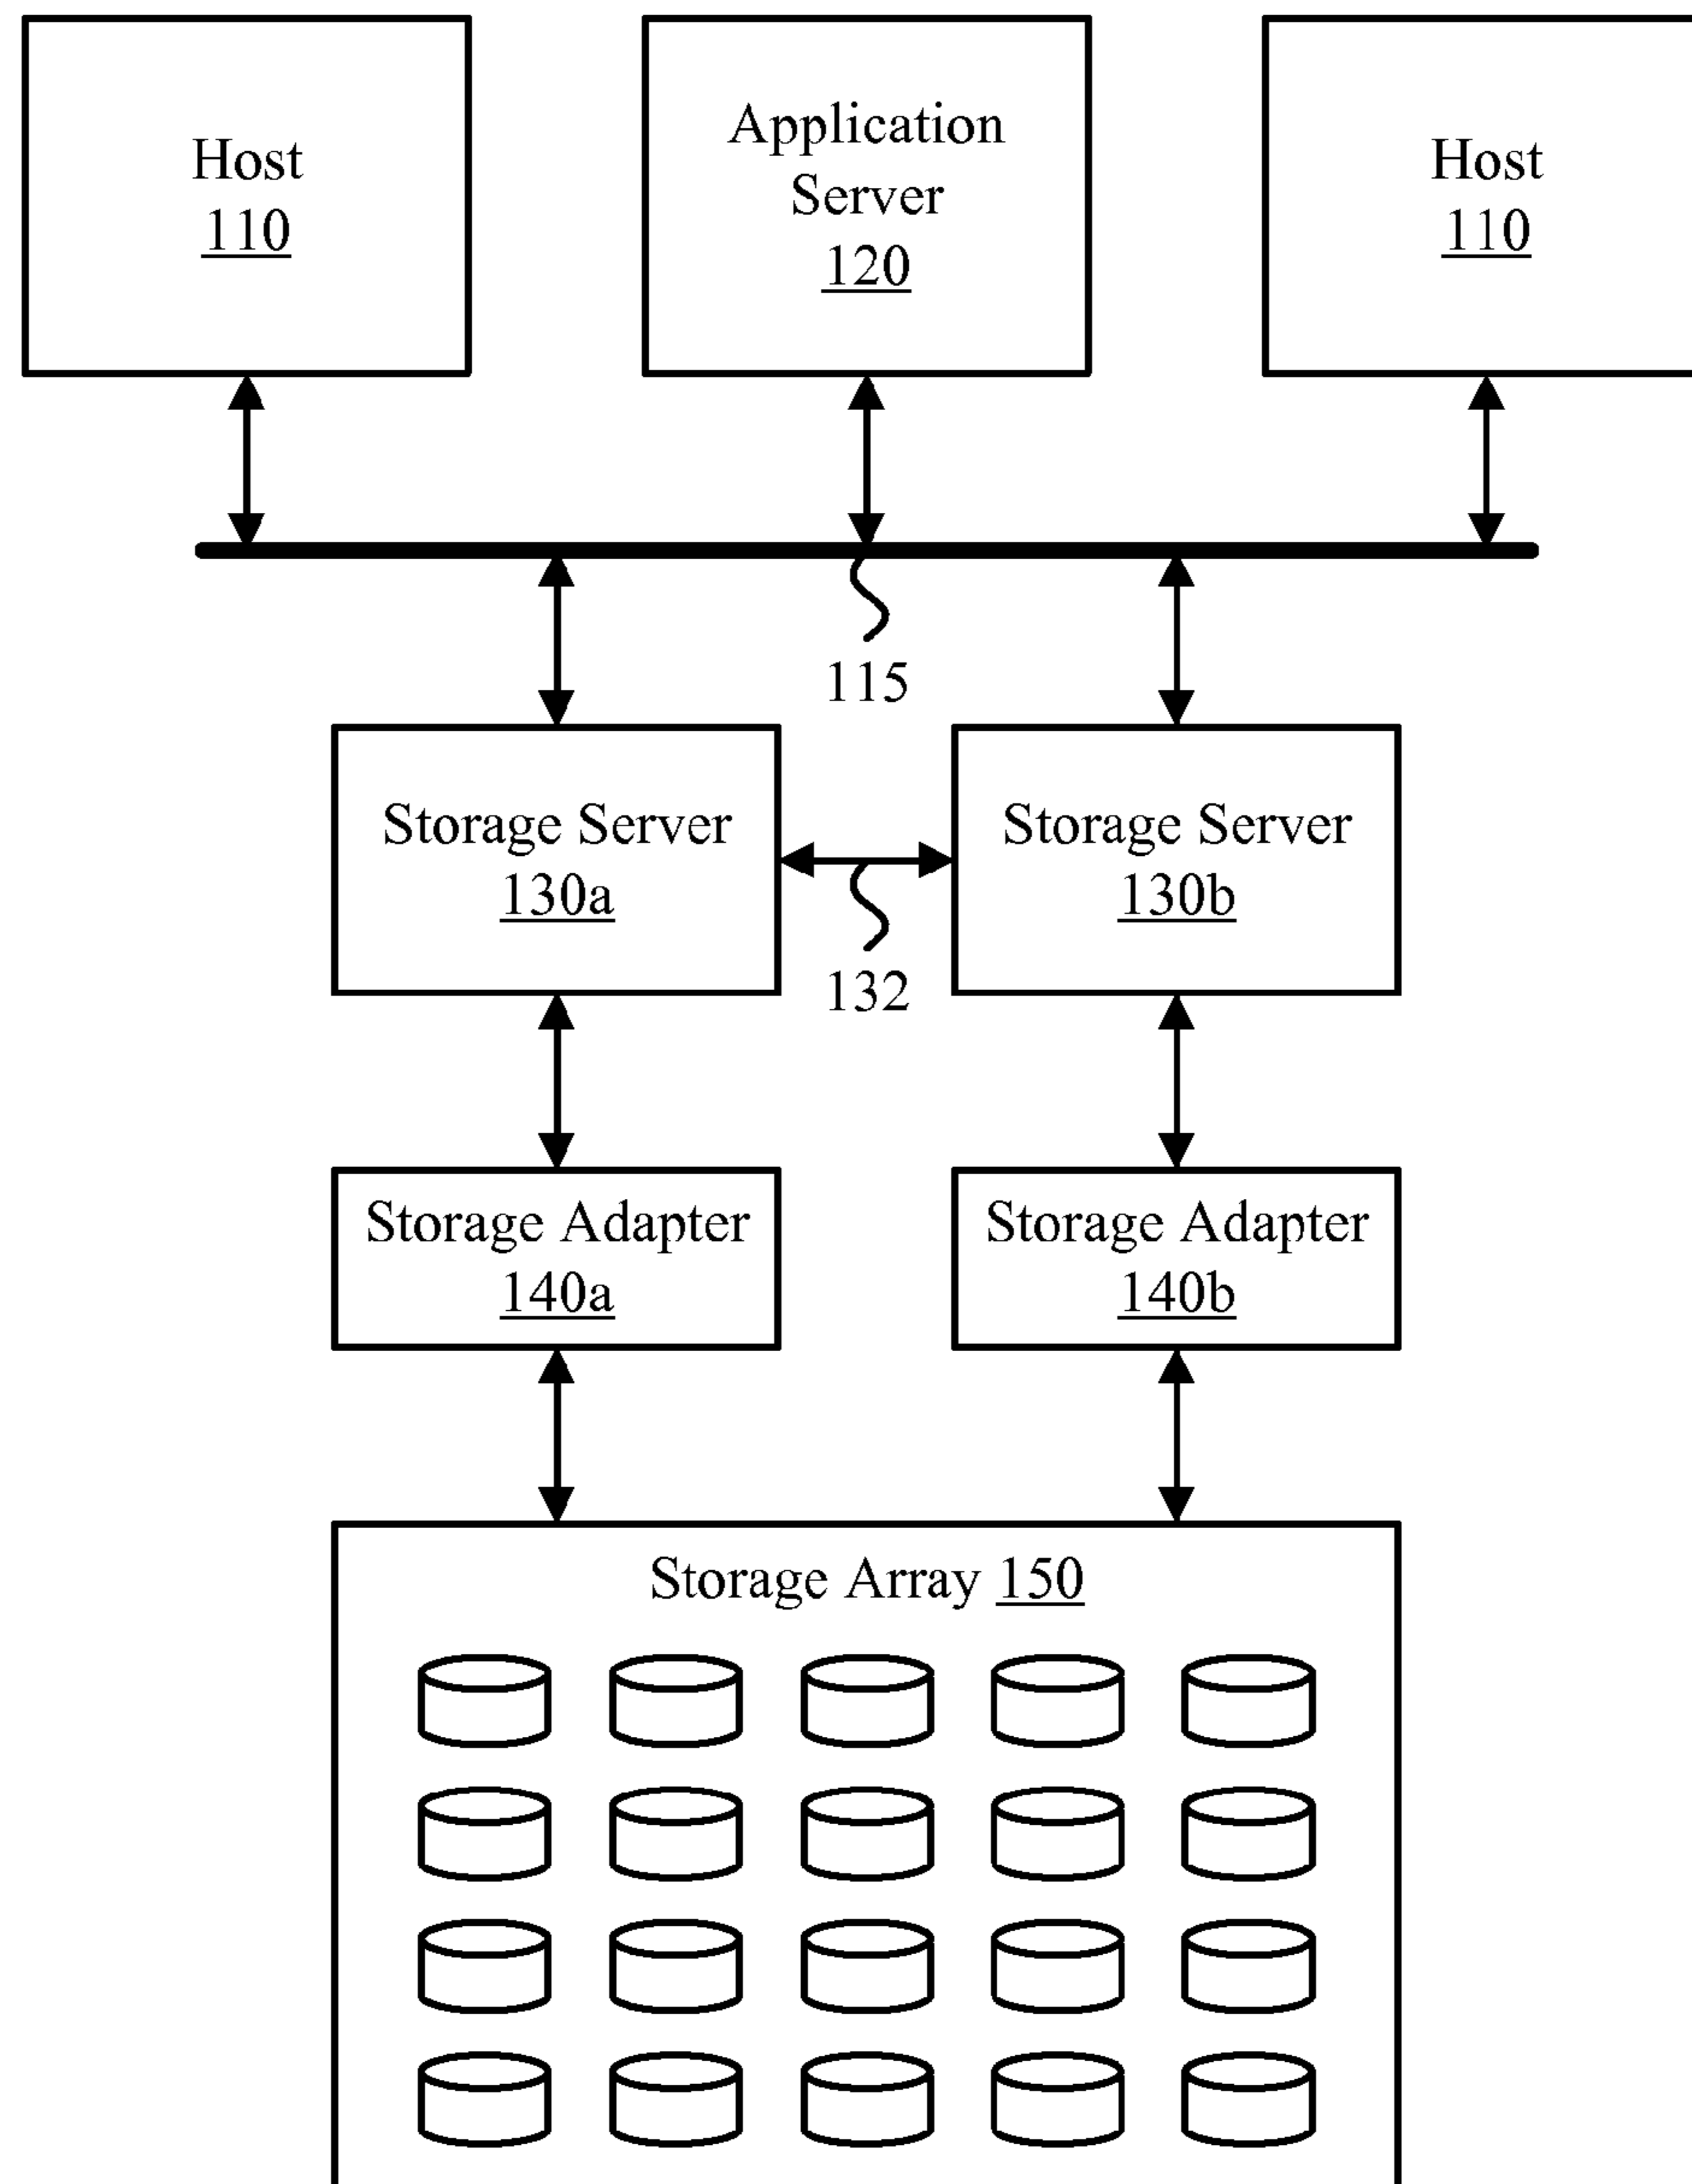 Host
110
Application
Server
120
Host
110
115
Storage Server
130a
Storage Server
130b
132
Storage Adapter
140a
Storage Adapter
140b
Storage Array 150